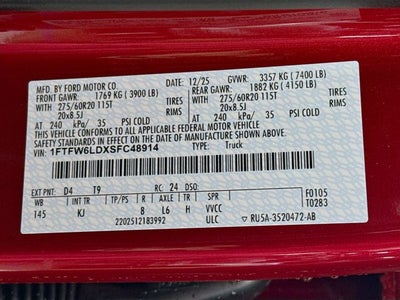 MFD. BY FORD MOTOR CO. 12/25 GVWR: 3357 KG (7400 LB)
FRONT GAWR: 1769 KG (3900 LB) REAR GAWR: 1882 KG (4150 LB)
275/60R20 115T TIRES 275/60R20 115T TIRES
20x8.5J RIMS 20x8.5J RIMS
AT 240 kPa/ 35 PSI COLD AT 240 kPa/ 35 PSI COLD
THIS VEHICLE CONFORMS TO ALL APPLICABLE FEDERAL MOTOR VEHICLE
SAFETY STANDARDS IN EFFECT ON THE DATE OF MANUFACTURE SHOWN ABOVE.
VIN: 1FTFW6LDXSFC48914 TYPE: Truck
EXT PNT: D4 T9 RC: 24 DSO: F0105
WB INT TR TP/PS R AXLE TR SPR T0283
145 KJ 8 L6 H VVCC
2202512183992 ULC RU5A-3520472-AB